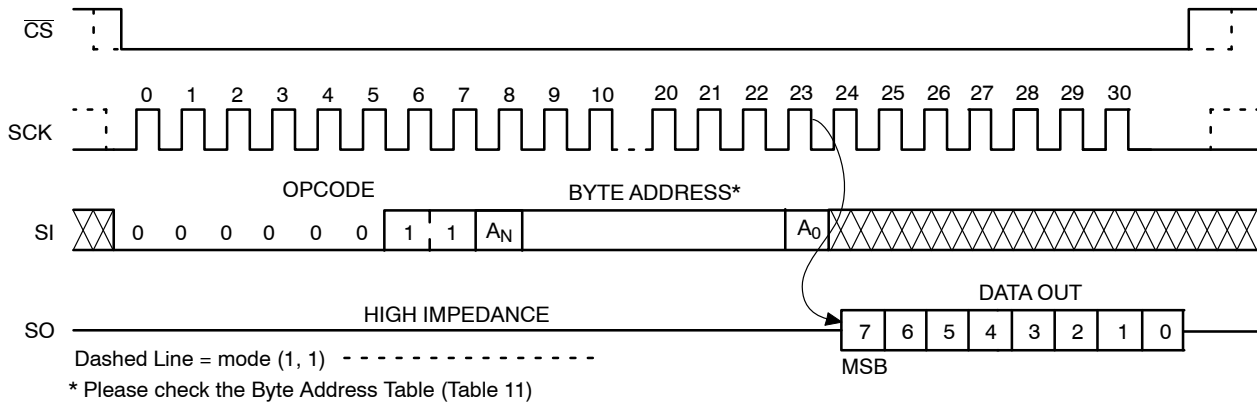 CS
0 1 2 3 4 5 6 7 8 9 10 20 21 22 23 24 25 26 27 28 29 30
SCK
OPCODE BYTE ADDRESS*
SI 0 0 0 0 0 0 1 1 AN A0
DATA OUT
HIGH IMPEDANCE
SO 7 6 5 4 3 2 1 0
Dashed Line = mode (1, 1)
MSB
* Please check the Byte Address Table (Table 11)